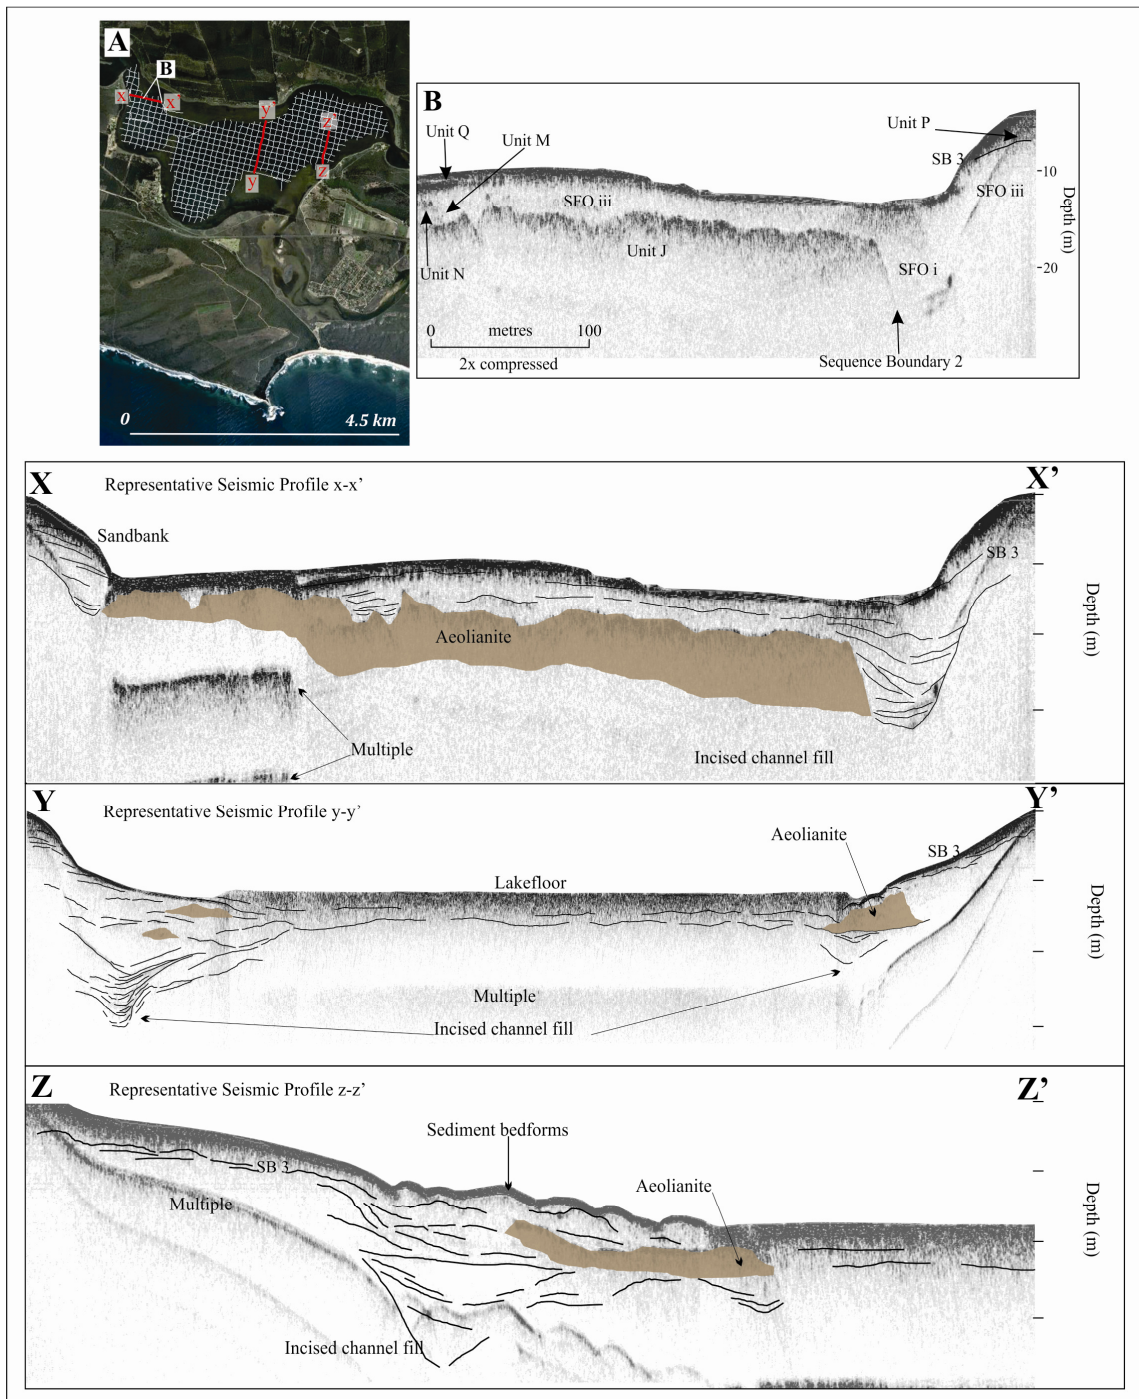 A
B
x
x'
y'
y
z'
z
0
4.5 km
B
Unit Q
Unit M
Unit P
SB 3
10
SFO iii
SFO iii
Unit J
Unit N
SFO i
20
Depth (m)
0
metres
100
2x compressed
Sequence Boundary 2
X
Representative Seismic Profile x-x’
X’
Sandbank
SB 3
Aeolianite
Depth (m)
Multiple
Incised channel fill
Y
Representative Seismic Profile y-y’
Y’
Aeolianite
SB 3
Lakefloor
Depth (m)
Multiple
Incised channel fill
Z
Representative Seismic Profile z-z’
Z’
Sediment bedforms
SB 3
Aeolianite
Multiple
Depth (m)
Incised channel fill